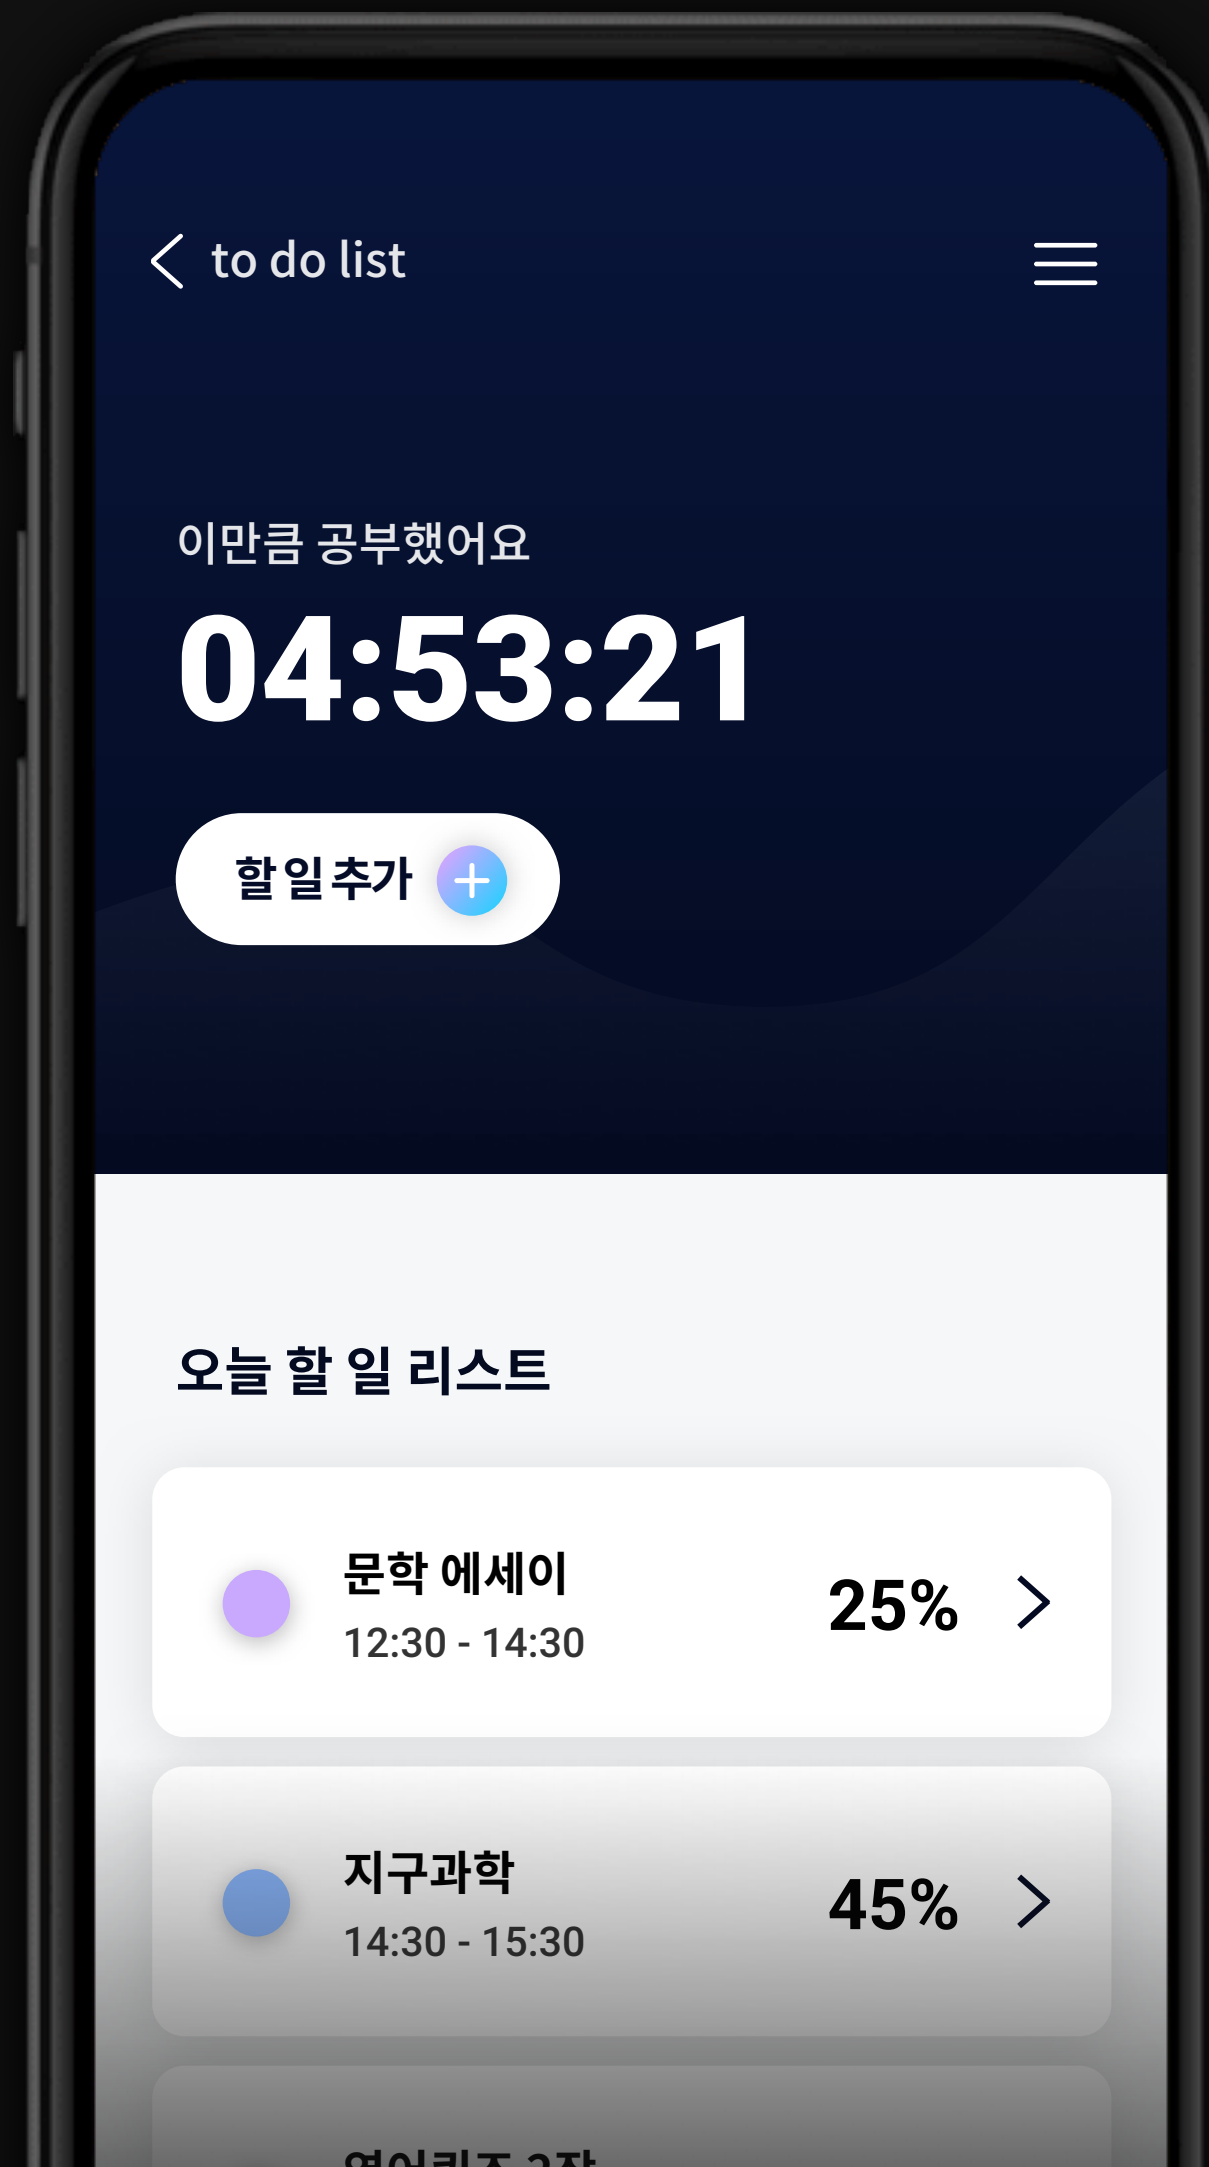 to do list
이만큼 공부했어요
04:53:21
할 일 추가
오늘 할 일 리스트
문학 에세이
25%
12:30 - 14:30
지구과학
45%
14:30 - 15:30